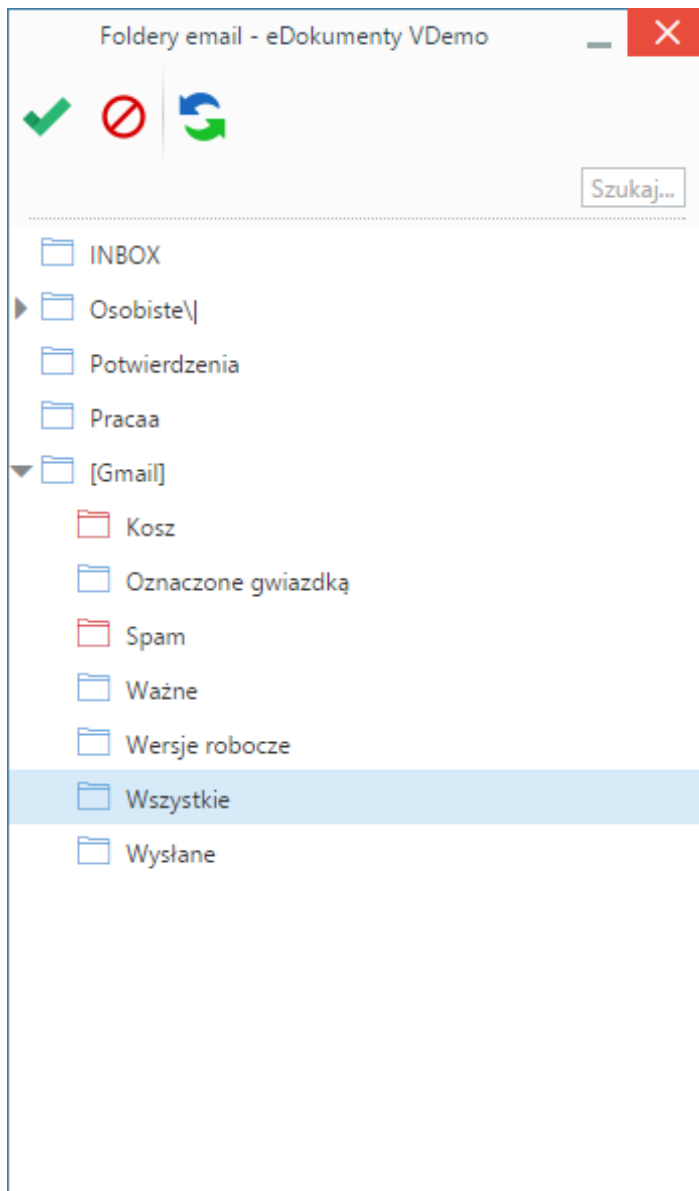 Foldery email - eDokumenty VDemo
Szukaj...
INBOX
Osobiste\|
Potwierdzenia
Pracaa
[Gmail]
Kosz
Oznaczone gwiazdką
Spam
Ważne
Wersje robocze
Wszystkie
Wysłane